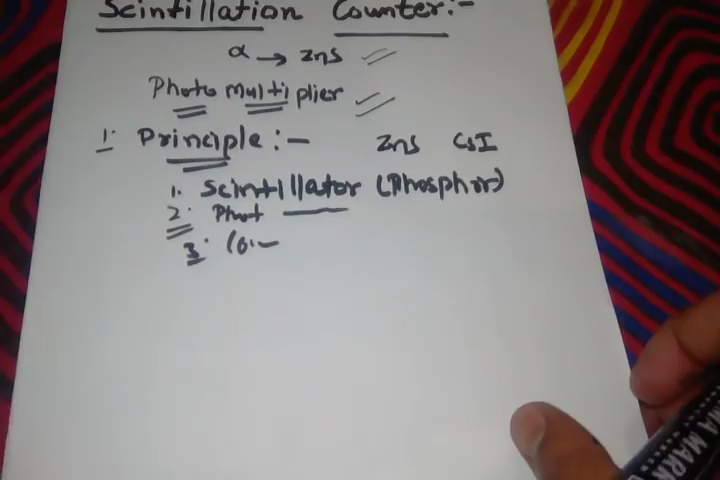 Scintillation Counter:-
α → ZnS
Photo multiplier
1. Principle:- ZnS CsI
1. Scintillator (Phosphor)
2. Phot
3.